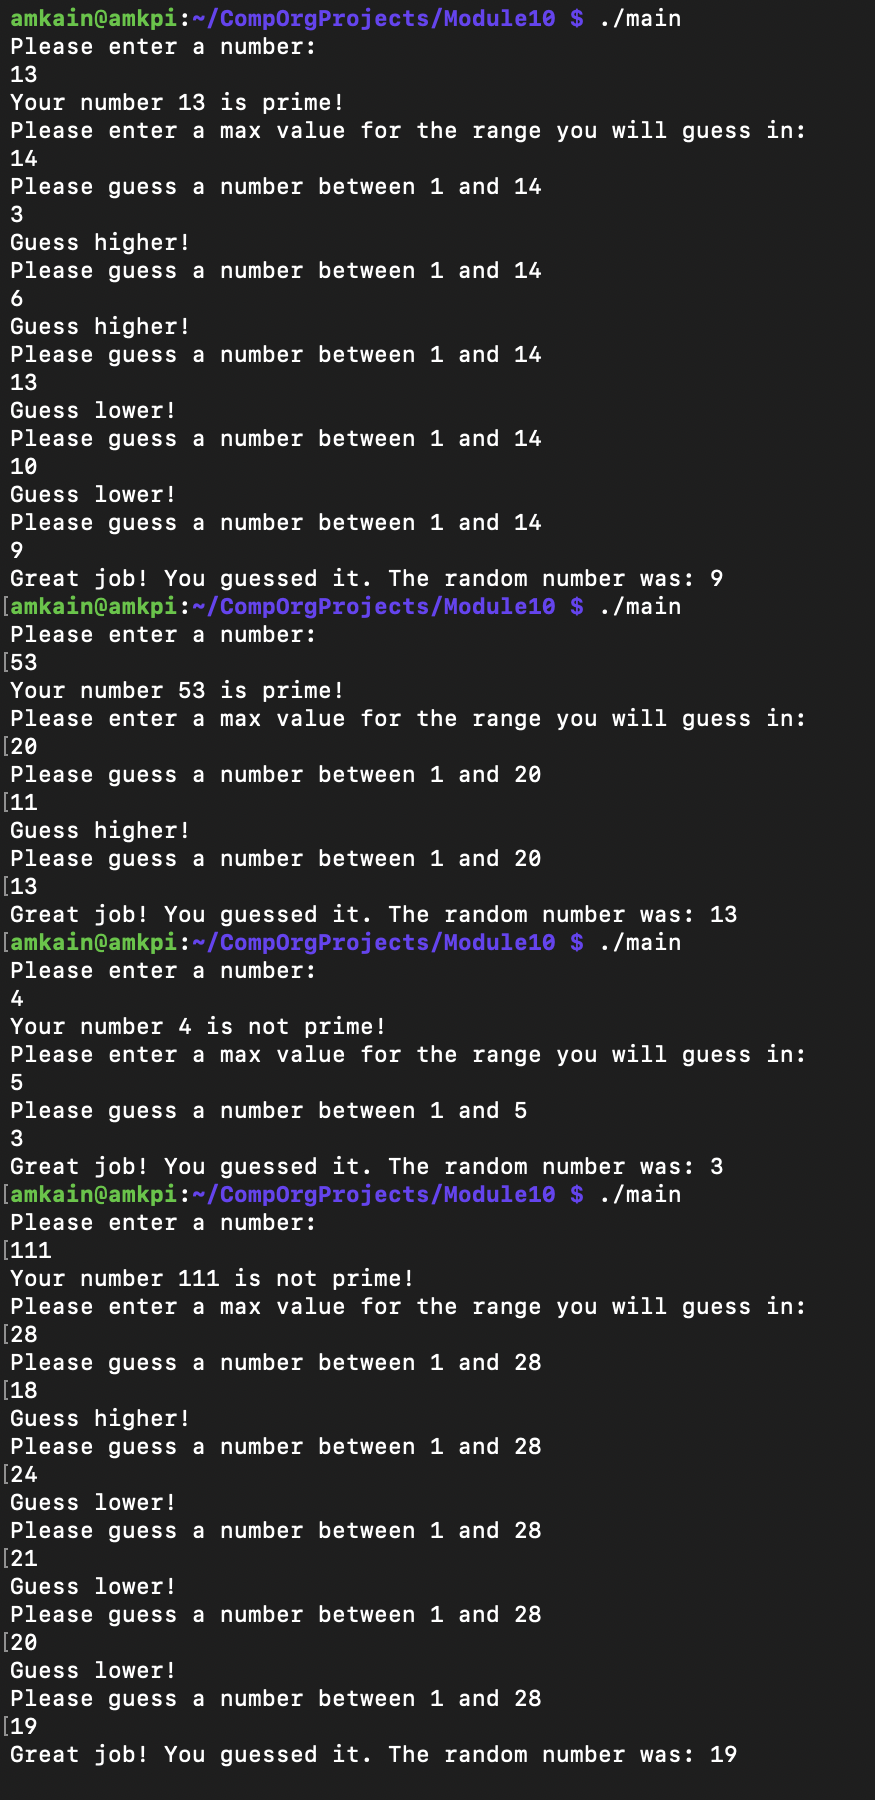 amkain@amkpi:~/CompOrgProjects/Module10 $ ./main
Please enter a number:
13
Your number 13 is prime!
Please enter a max value for the range you will guess in:
14
Please guess a number between 1 and 14
3
Guess higher!
Please guess a number between 1 and 14
6
Guess higher!
Please guess a number between 1 and 14
13
Guess lower!
Please guess a number between 1 and 14
10
Guess lower!
Please guess a number between 1 and 14
9
Great job! You guessed it. The random number was: 9
[amkain@amkpi:~/CompOrgProjects/Module10 $ ./main
Please enter a number:
[53
Your number 53 is prime!
Please enter a max value for the range you will guess in:
[20
Please guess a number between 1 and 20
[11
Guess higher!
Please guess a number between 1 and 20
[13
Great job! You guessed it. The random number was: 13
[amkain@amkpi:~/CompOrgProjects/Module10 $ ./main
Please enter a number:
4
Your number 4 is not prime!
Please enter a max value for the range you will guess in:
5
Please guess a number between 1 and 5
3
Great job! You guessed it. The random number was: 3
[amkain@amkpi:~/CompOrgProjects/Module10 $ ./main
Please enter a number:
[111
Your number 111 is not prime!
Please enter a max value for the range you will guess in:
[28
Please guess a number between 1 and 28
[18
Guess higher!
Please guess a number between 1 and 28
[24
Guess lower!
Please guess a number between 1 and 28
[21
Guess lower!
Please guess a number between 1 and 28
[20
Guess lower!
Please guess a number between 1 and 28
[19
Great job! You guessed it. The random number was: 19